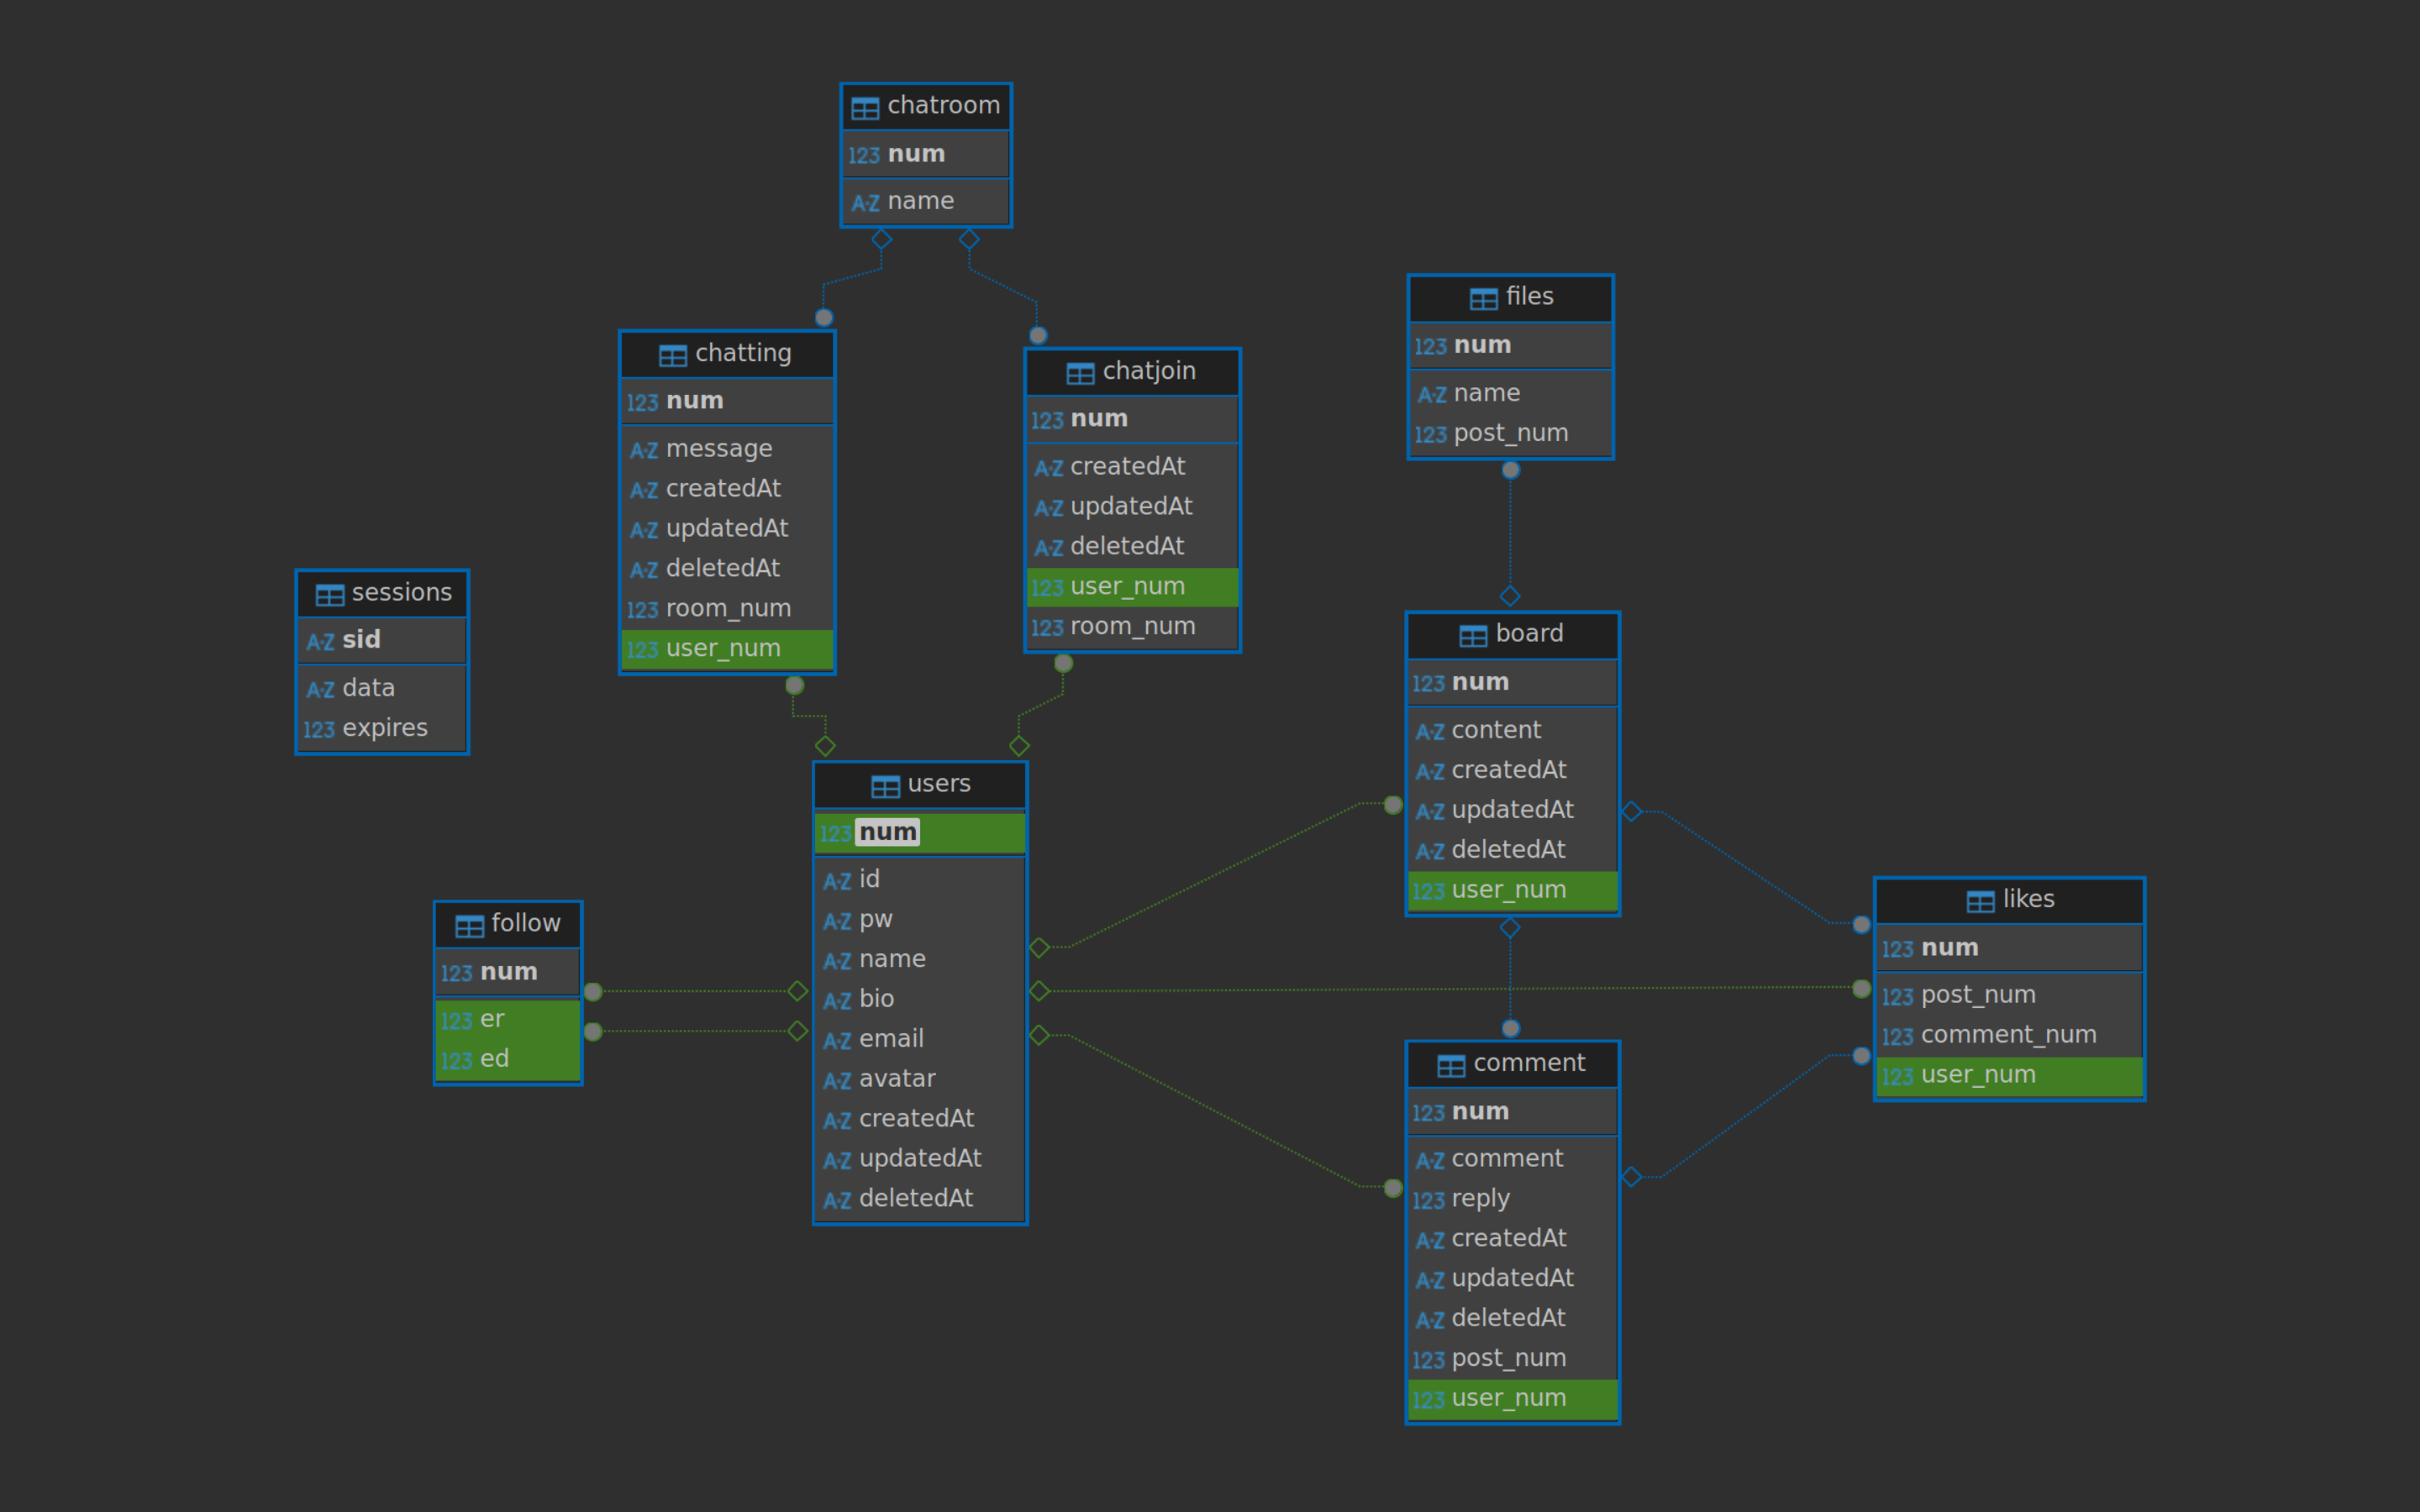 chatroom
123 num
A-Z name
chatting
123 num
A-Z message
A-Z createdAt
A-Z updatedAt
A-Z deletedAt
123 room_num
123 user_num
chatjoin
123 num
A-Z createdAt
A-Z updatedAt
A-Z deletedAt
123 user_num
123 room_num
files
123 num
A-Z name
123 post_num
sessions
A-Z sid
A-Z data
123 expires
board
123 num
A-Z content
A-Z createdAt
A-Z updatedAt
A-Z deletedAt
123 user_num
users
123 num
A-Z id
A-Z pw
A-Z name
A-Z bio
A-Z email
A-Z avatar
A-Z createdAt
A-Z updatedAt
A-Z deletedAt
follow
123 num
123 er
123 ed
likes
123 num
123 post_num
123 comment_num
123 user_num
comment
123 num
A-Z comment
123 reply
A-Z createdAt
A-Z updatedAt
A-Z deletedAt
123 post_num
123 user_num